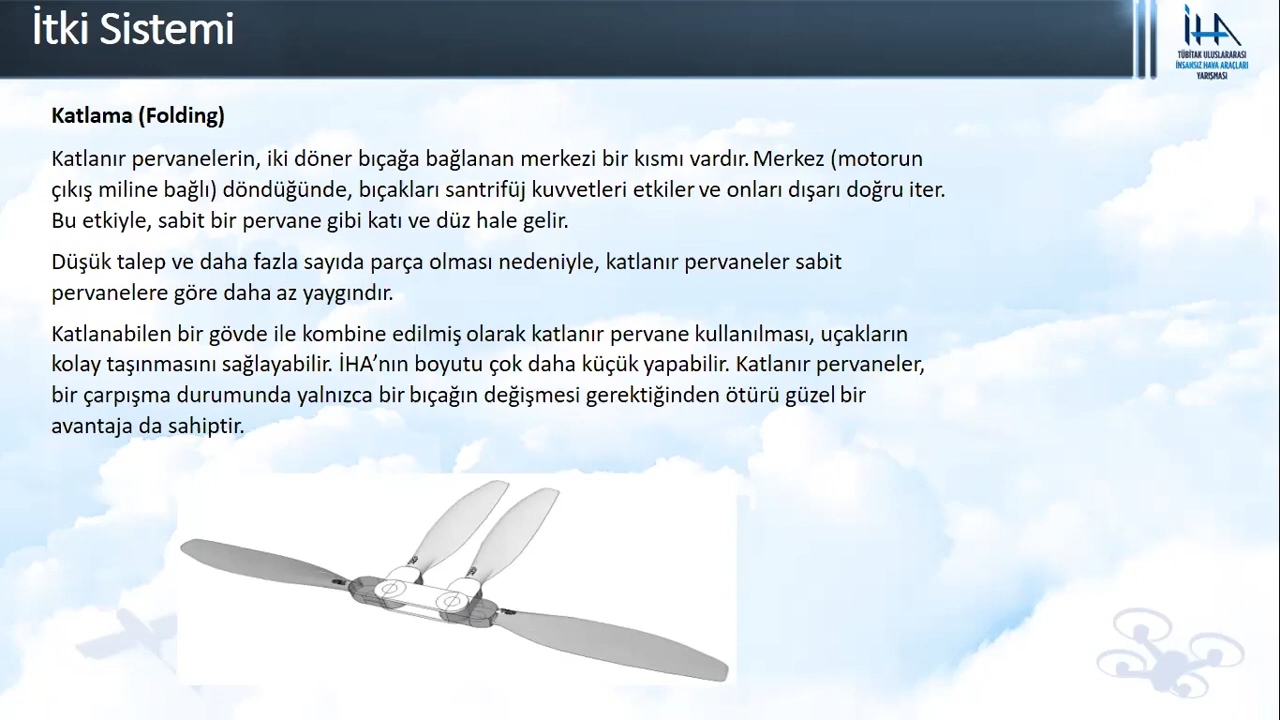 İtki Sistemi
İHA
TÜBİTAK ULUSLARARASI
İNSANSIZ HAVA ARAÇLARI
YARIŞMASI
Katlama (Folding)
Katlanır pervanelerin, iki döner bıçağa bağlanan merkezi bir kısmı vardır. Merkez (motorun
çıkış miline bağlı) döndüğünde, bıçakları santrifüj kuvvetleri etkiler ve onları dışarı doğru iter.
Bu etkiyle, sabit bir pervane gibi katı ve düz hale gelir.
Düşük talep ve daha fazla sayıda parça olması nedeniyle, katlanır pervaneler sabit
pervanelere göre daha az yaygındır.
Katlanabilen bir gövde ile kombine edilmiş olarak katlanır pervane kullanılması, uçakların
kolay taşınmasını sağlayabilir. İHA’nın boyutu çok daha küçük yapabilir. Katlanır pervaneler,
bir çarpışma durumunda yalnızca bir bıçağın değişmesi gerektiğinden ötürü güzel bir
avantaja da sahiptir.